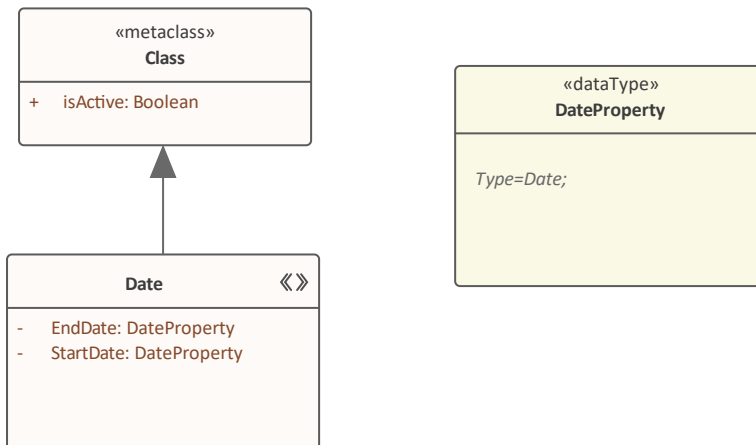 «metaclass»
Class
+ isActive: Boolean
«dataType»
DateProperty
Type=Date;
Date
- EndDate: DateProperty
- StartDate: DateProperty